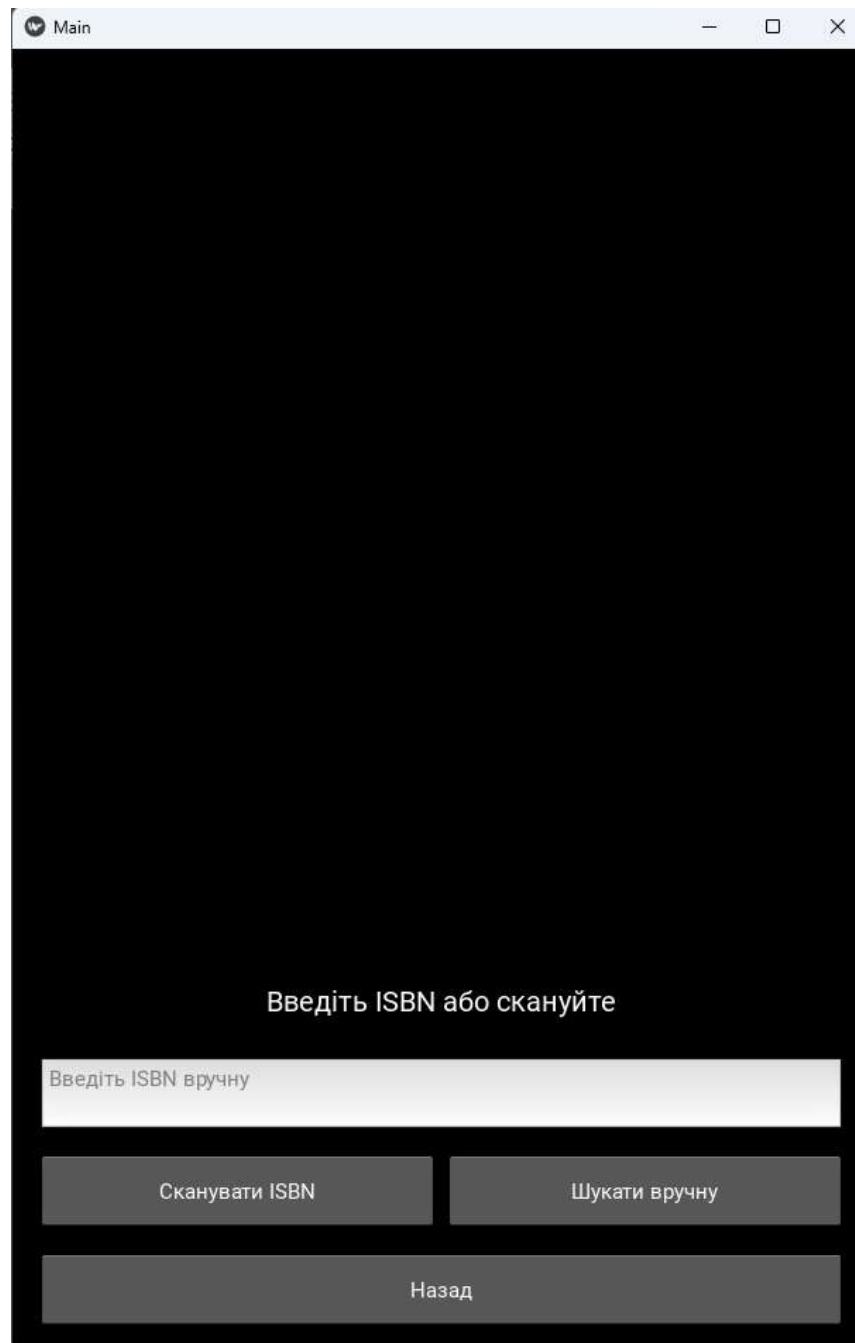 Main
Введіть ISBN або скануйте
Введіть ISBN вручну
Сканувати ISBN
Шукати вручну
Назад